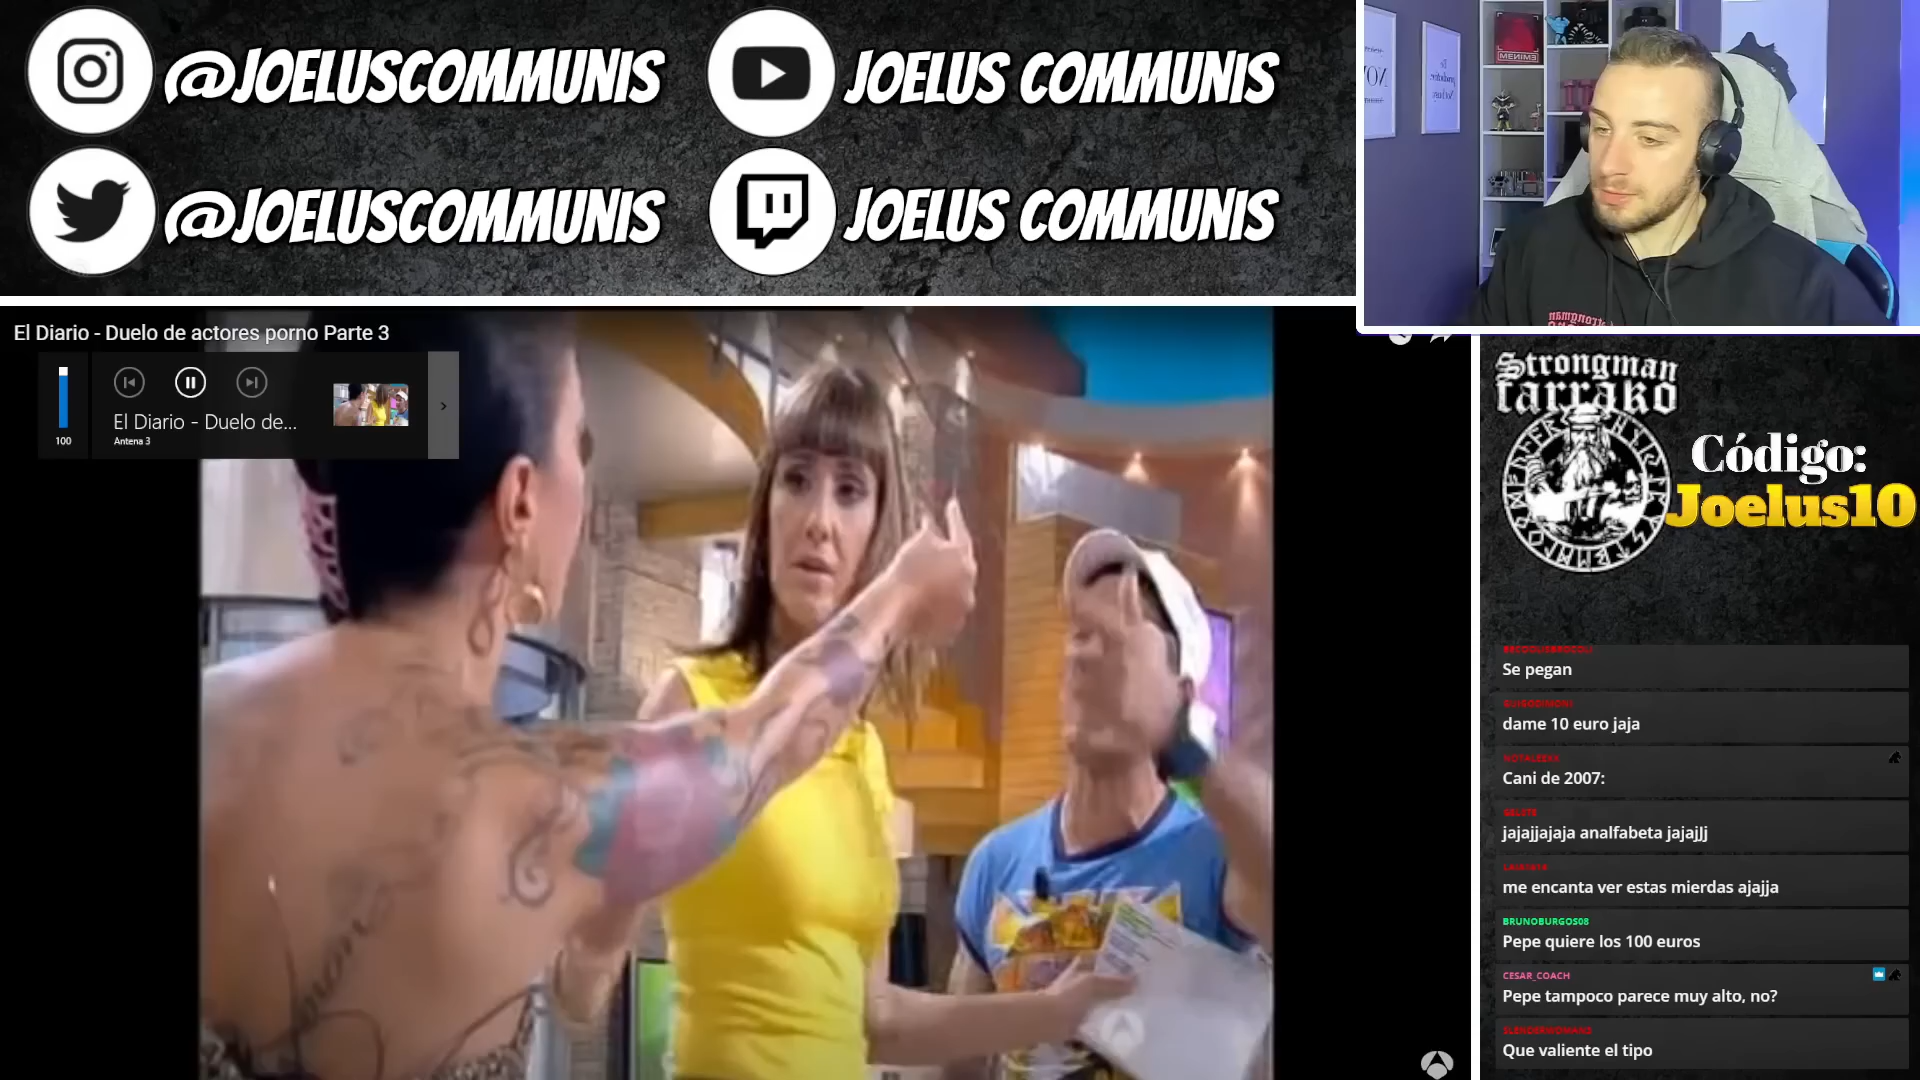 @JOELUSCOMMUNIS
JOELUS COMMUNIS
@JOELUSCOMMUNIS
JOELUS COMMUNIS
El Diario - Duelo de actores porno Parte 3
El Diario - Duelo de...
Antena 3
100
Strongman
tarrako
Código:
Joelus10
Se pegan
dame 10 euro jaja
Cani de 2007:
jajajjajaja analfabeta jajajJj
me encanta ver estas mierdas ajajja
BRUNOBURGOS08
Pepe quiere los 100 euros
CESAR_COACH
Pepe tampoco parece muy alto, no?
SLENDERWOMANS
Que valiente el tipo